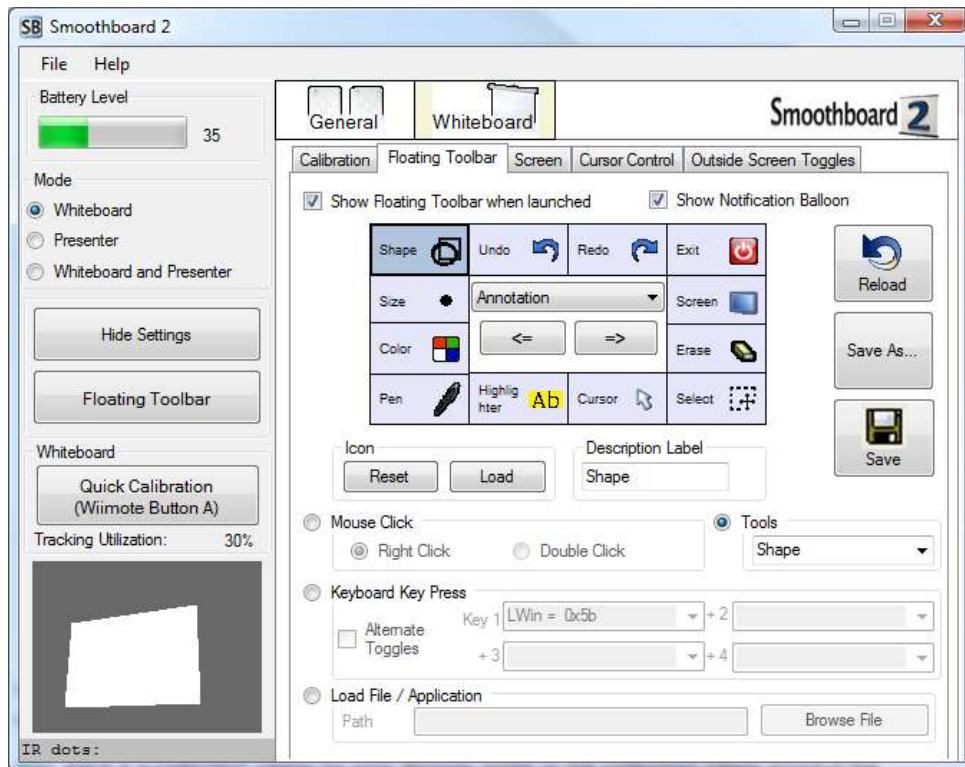 SB Smoothboard 2
File Help
Battery Level
35
Mode
Whiteboard
Presenter
Whiteboard and Presenter
Hide Settings
Floating Toolbar
Whiteboard
Quick Calibration
(Wiimote Button A)
Tracking Utilization: 30%
IR dots:
General Whiteboard
Smoothboard 2
Calibration Floating Toolbar Screen Cursor Control Outside Screen Toggles
Show Floating Toolbar when launched Show Notification Balloon
Shape Undo Redo Exit
Size Annotation Screen
Color <= => Erase
Pen Highlig
hter Ab Cursor Select
Reload
Save As...
Save
Icon
Reset Load
Description Label
Shape
Mouse Click
Right Click Double Click
Tools
Shape
Keyboard Key Press
Alternate
Toggles
Key 1 LWin = 0x5b + 2
+ 3 + 4
Load File / Application
Path Browse File